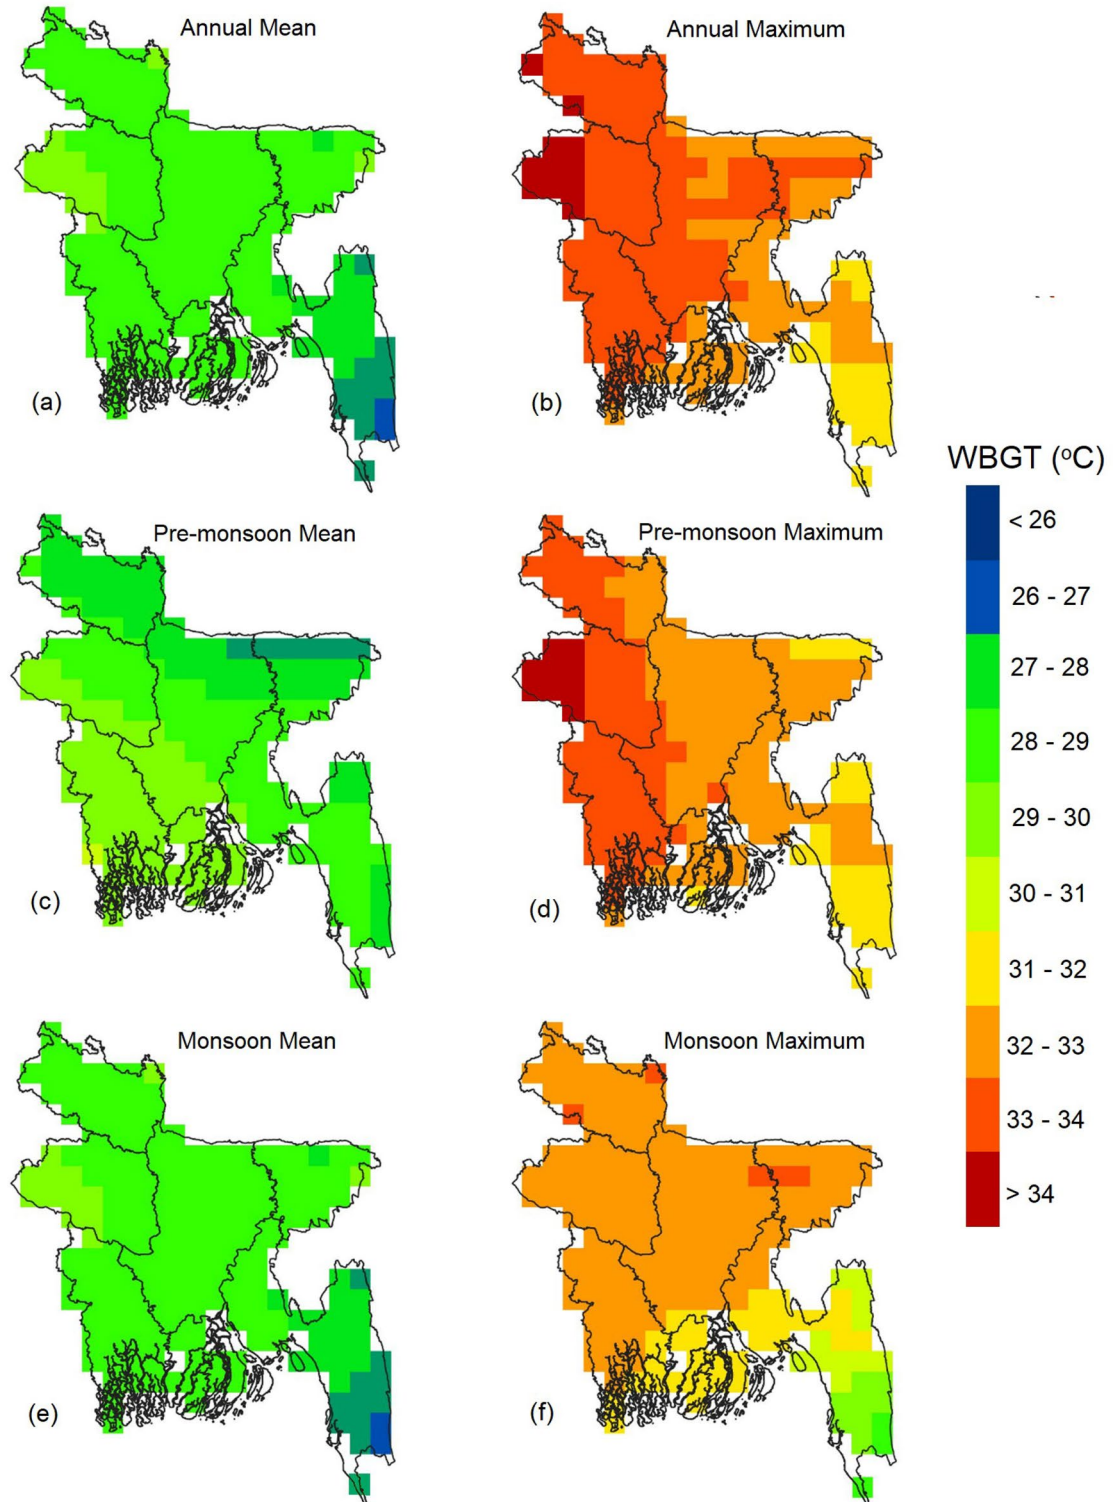 Annual Mean
Annual Maximum
(a)
(b)
WBGT (°C)
< 26
26 - 27
27 - 28
28 - 29
29 - 30
30 - 31
31 - 32
32 - 33
33 - 34
> 34
Pre-monsoon Mean
Pre-monsoon Maximum
(c)
(d)
Monsoon Mean
Monsoon Maximum
(e)
(f)